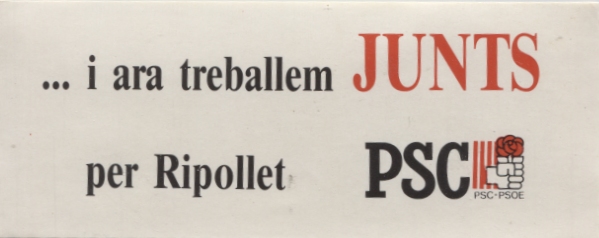 ... i ara treballem JUNTS
per Ripollet PSC
PSC-PSOE